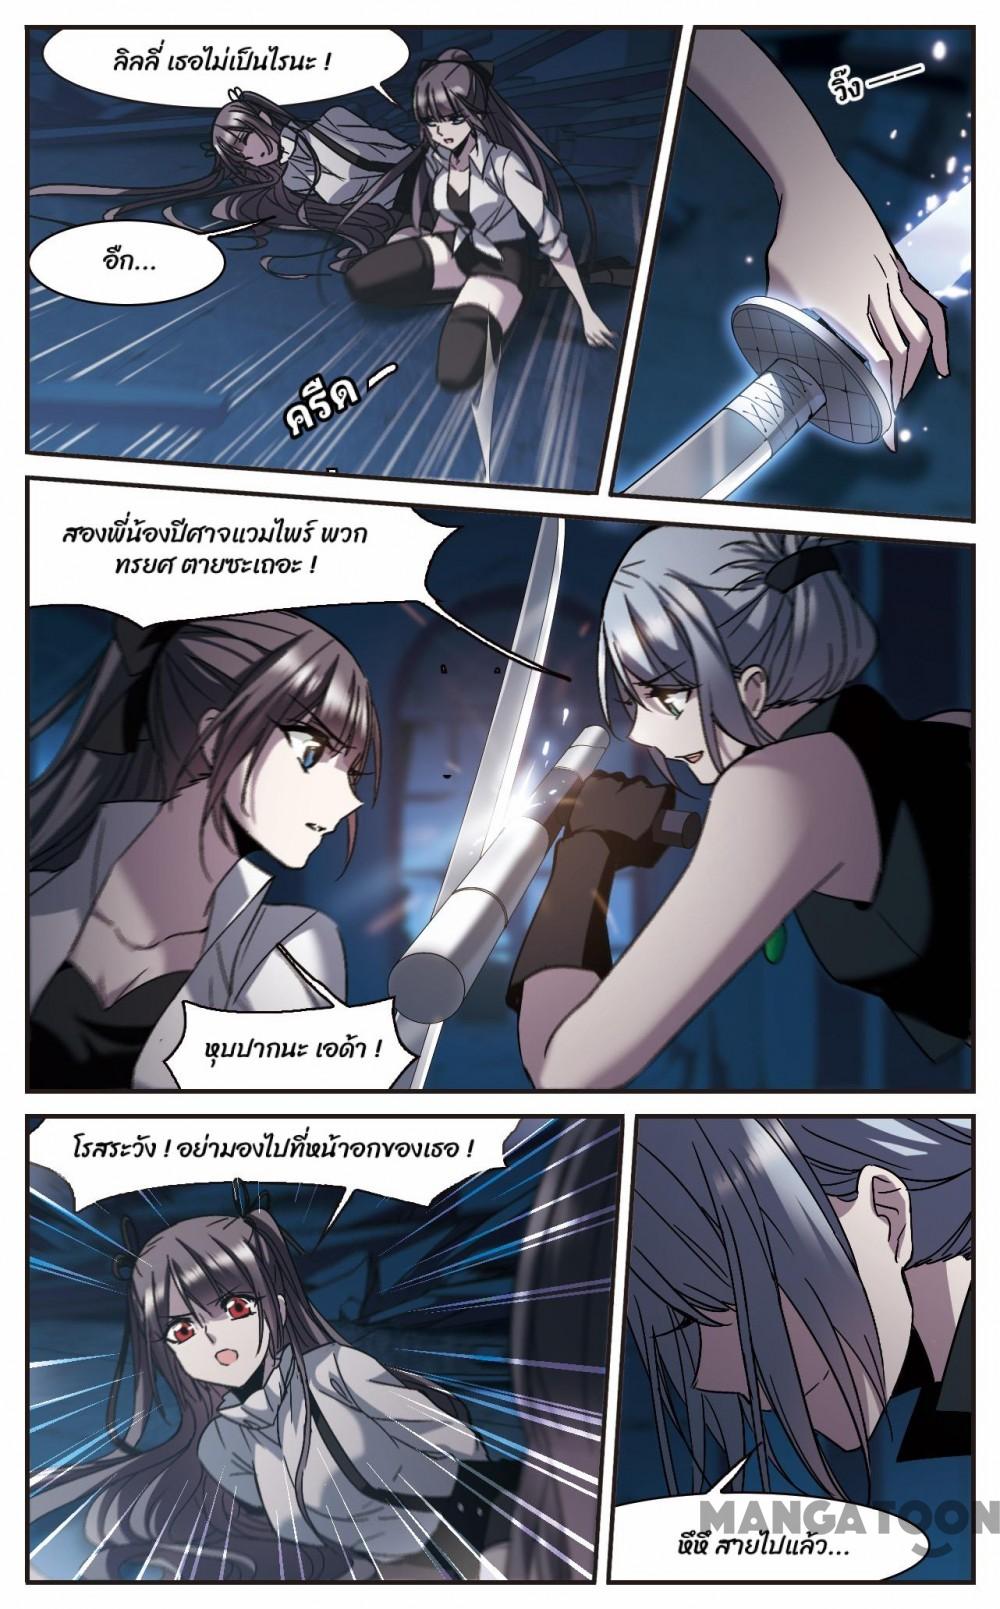 ลิลลี่ เธอไม่เป็นไรนะ !
วิ๊ง
อึก...
ครืด
สองพี่น้องปีศาจแวมไพร์ พวก
ทรยศ ตายซะเถอะ !
หุบปากนะ เอด้า !
โรสระวัง ! อย่ามองไปที่หน้าอกของเธอ !
หึหึ สายไปแล้ว...
MANGATOON